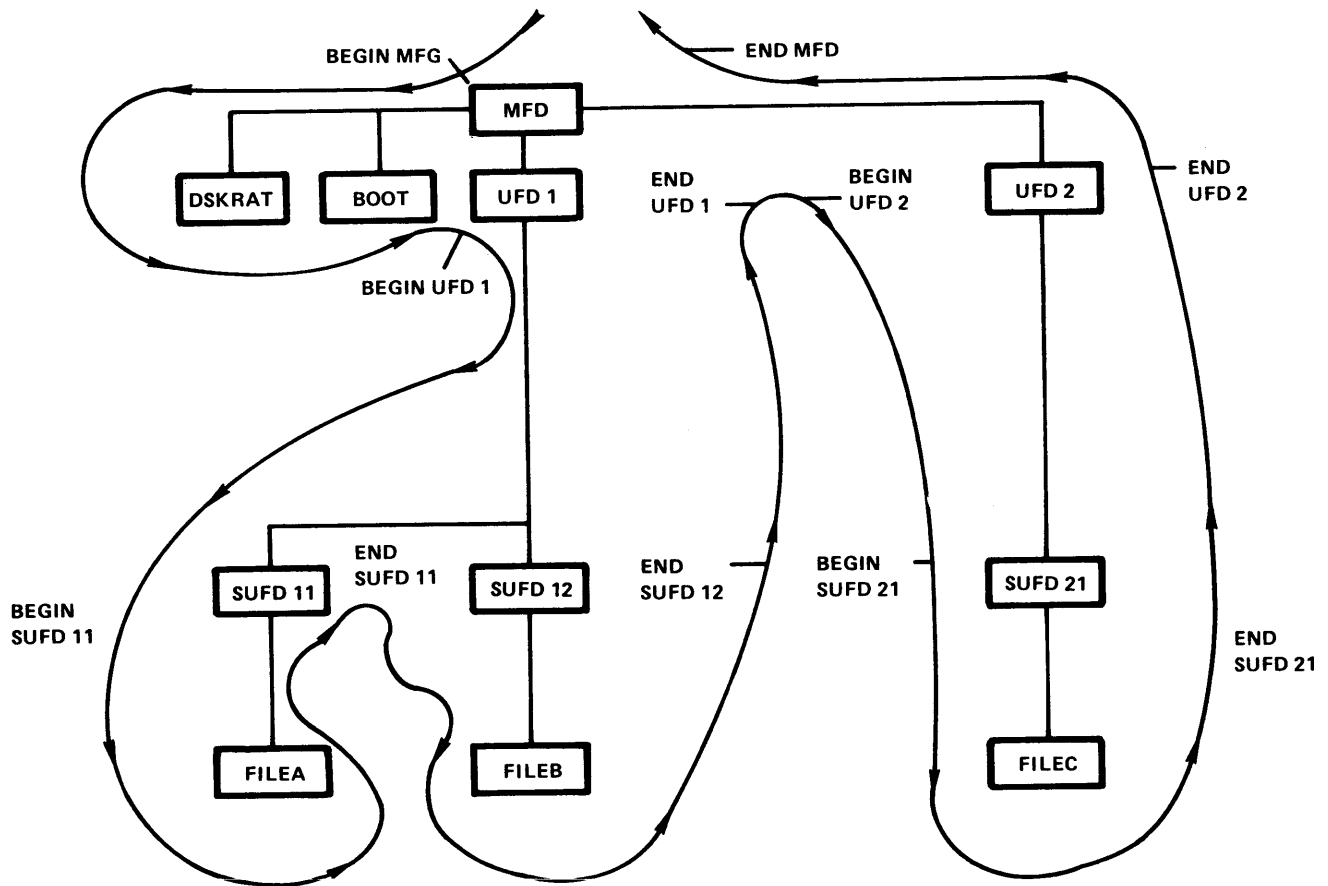 BEGIN MFG
END MFD
MFD
DSKRAT
BOOT
UFD 1
END
UFD 1
BEGIN
UFD 2
UFD 2
END
UFD 2
BEGIN UFD 1
BEGIN
SUFD 11
SUFD 11
END
SUFD 11
SUFD 12
END
SUFD 12
BEGIN
SUFD 21
SUFD 21
END
SUFD 21
FILEA
FILEB
FILEC